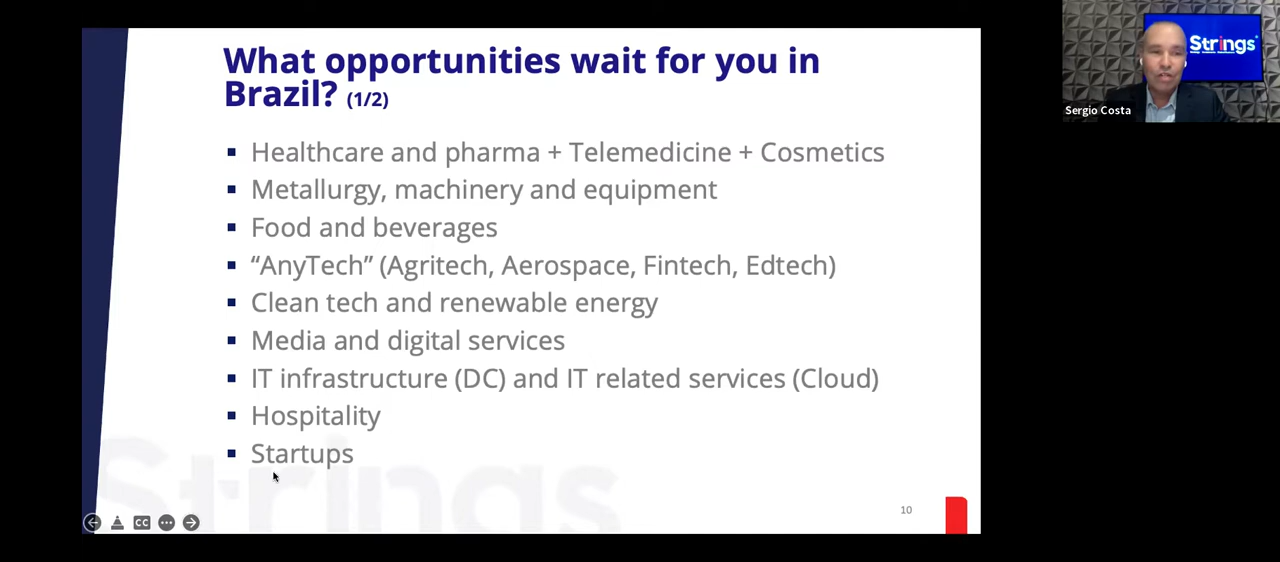 What opportunities wait for you in
Brazil? (1/2)
▪ Healthcare and pharma + Telemedicine + Cosmetics
▪ Metallurgy, machinery and equipment
▪ Food and beverages
▪ “AnyTech” (Agritech, Aerospace, Fintech, Edtech)
▪ Clean tech and renewable energy
▪ Media and digital services
▪ IT infrastructure (DC) and IT related services (Cloud)
▪ Hospitality
▪ Startups
Strings
10
CC
Strings
Sergio Costa